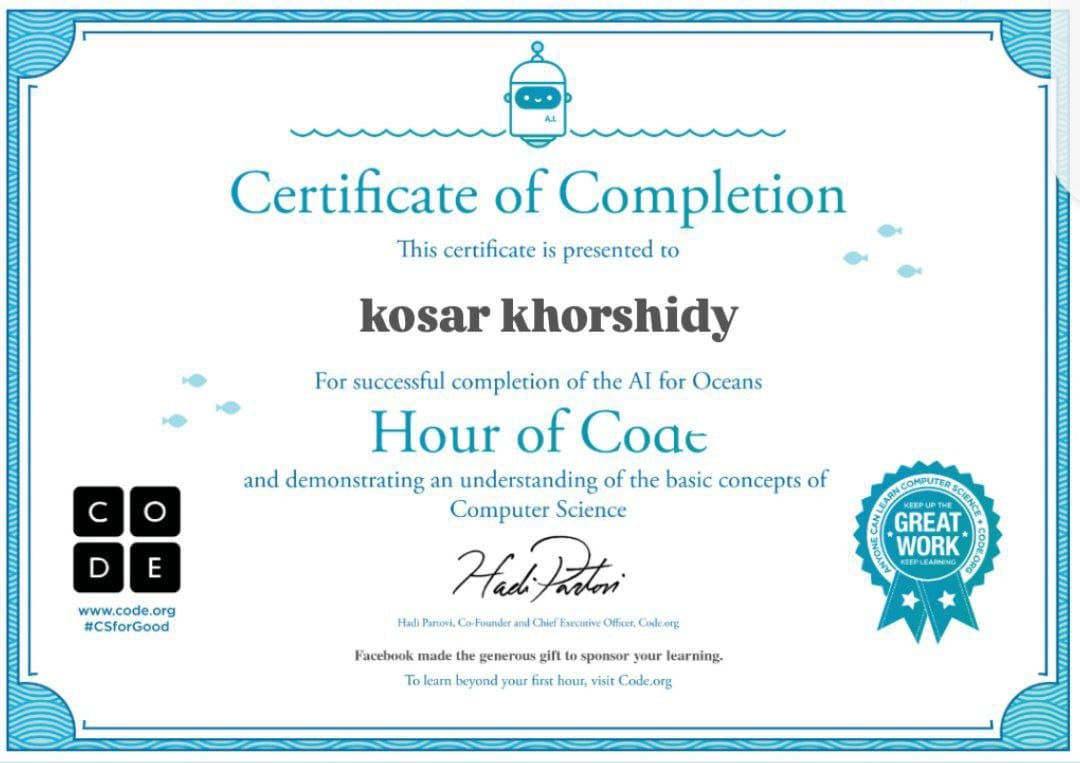 A.I.
Certificate of Completion
This certificate is presented to
kosar khorshidy
For successful completion of the AI for Oceans
Hour of Code
and demonstrating an understanding of the basic concepts of
Computer Science
Hadi Partovi
Hadi Partovi, Co-Founder and Chief Executive Officer, Code.org
Facebook made the generous gift to sponsor your learning.
To learn beyond your first hour, visit Code.org
C O
D E
www.code.org
#CSforGood
ANYONE CAN LEARN COMPUTER SCIENCE • CODE.ORG
KEEP UP THE
GREAT
WORK
KEEP LEARNING